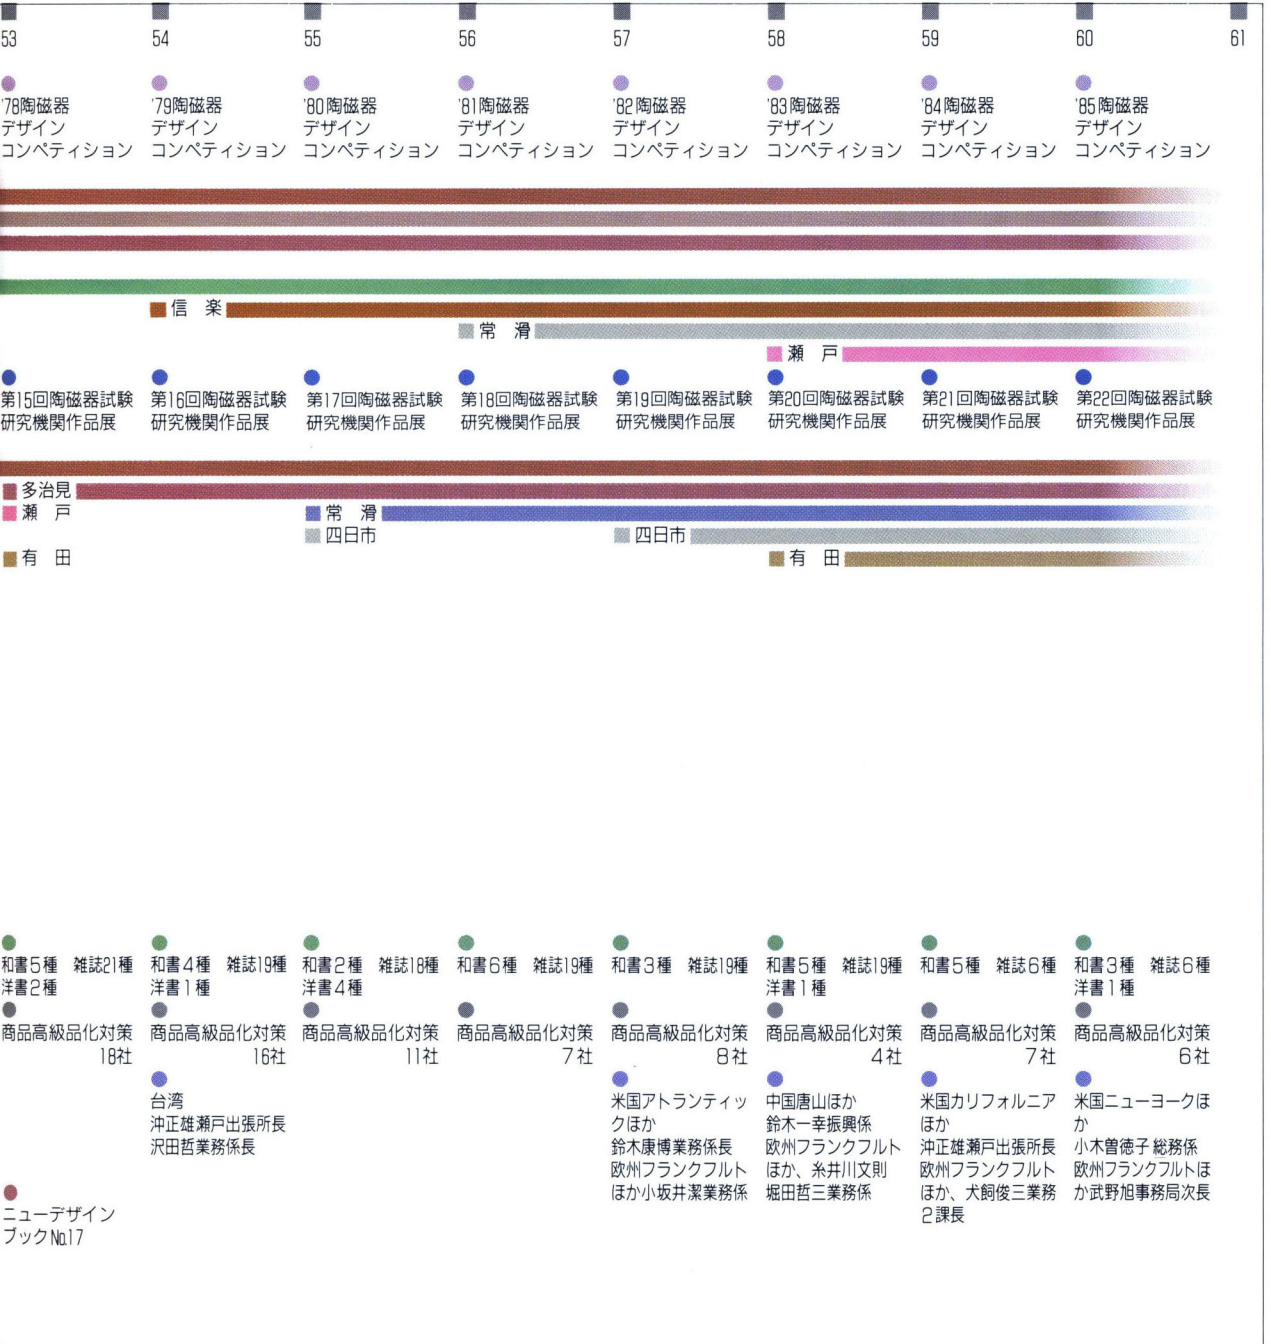 53
54
55
56
57
58
59
60
61
'78陶磁器
デザイン
コンペティション
'79陶磁器
デザイン
コンペティション
'80陶磁器
デザイン
コンペティション
'81陶磁器
デザイン
コンペティション
'82陶磁器
デザイン
コンペティション
'83陶磁器
デザイン
コンペティション
'84陶磁器
デザイン
コンペティション
'85陶磁器
デザイン
コンペティション
信 楽
常 滑
瀬 戸
第15回陶磁器試験
研究機関作品展
第16回陶磁器試験
研究機関作品展
第17回陶磁器試験
研究機関作品展
第18回陶磁器試験
研究機関作品展
第19回陶磁器試験
研究機関作品展
第20回陶磁器試験
研究機関作品展
第21回陶磁器試験
研究機関作品展
第22回陶磁器試験
研究機関作品展
多治見
瀬 戸
常 滑
四日市
四日市
有 田
有 田
和書5種 雑誌21種
洋書2種
和書4種 雑誌19種
洋書1種
和書2種 雑誌18種
洋書4種
和書6種 雑誌19種
和書3種 雑誌19種
和書5種 雑誌19種
洋書1種
和書5種 雑誌6種
和書3種 雑誌6種
洋書1種
商品高級品化対策
18社
商品高級品化対策
16社
商品高級品化対策
11社
商品高級品化対策
7社
商品高級品化対策
8社
商品高級品化対策
4社
商品高級品化対策
7社
商品高級品化対策
6社
台湾
沖正雄瀬戸出張所長
沢田哲業務係長
米国アトランティッ
クほか
鈴木康博業務係長
欧州フランクフルト
ほか小坂井潔業務係
中国唐山ほか
鈴木一幸振興係
欧州フランクフルト
ほか、糸井川文則
堀田哲三業務係
米国カリフォルニア
ほか
沖正雄瀬戸出張所長
欧州フランクフルト
ほか、犬飼俊三業務
2課長
米国ニューヨークほ
か
小木曽徳子総務係
欧州フランクフルトほ
か武野旭事務局次長
ニューデザイン
ブックNo.17